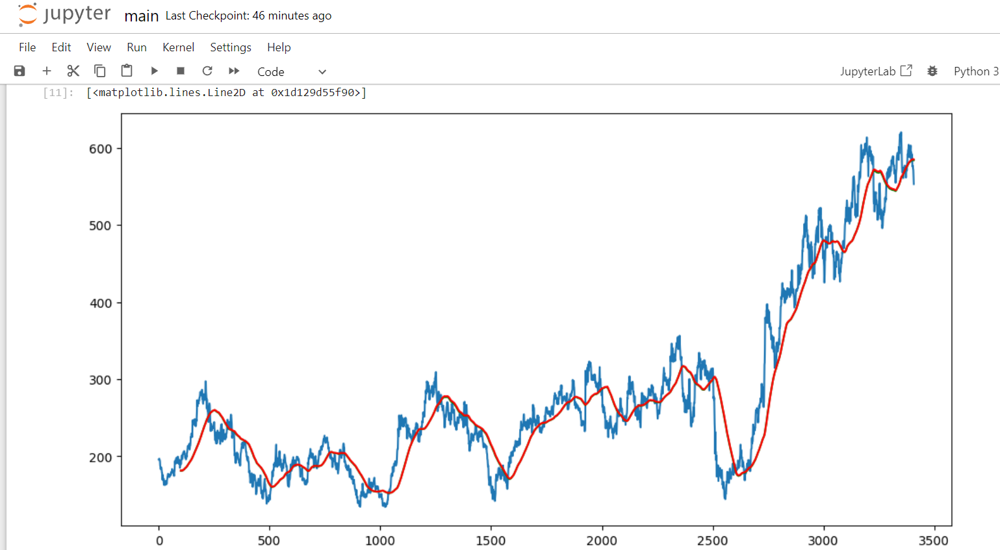 jupyter main Last Checkpoint: 46 minutes ago
File Edit View Run Kernel Settings Help
Code JupyterLab Python 3
[11]: [<matplotlib.lines.Line2D at 0x1d129d55f90>]
600
500
400
300
200
0 500 1000 1500 2000 2500 3000 3500